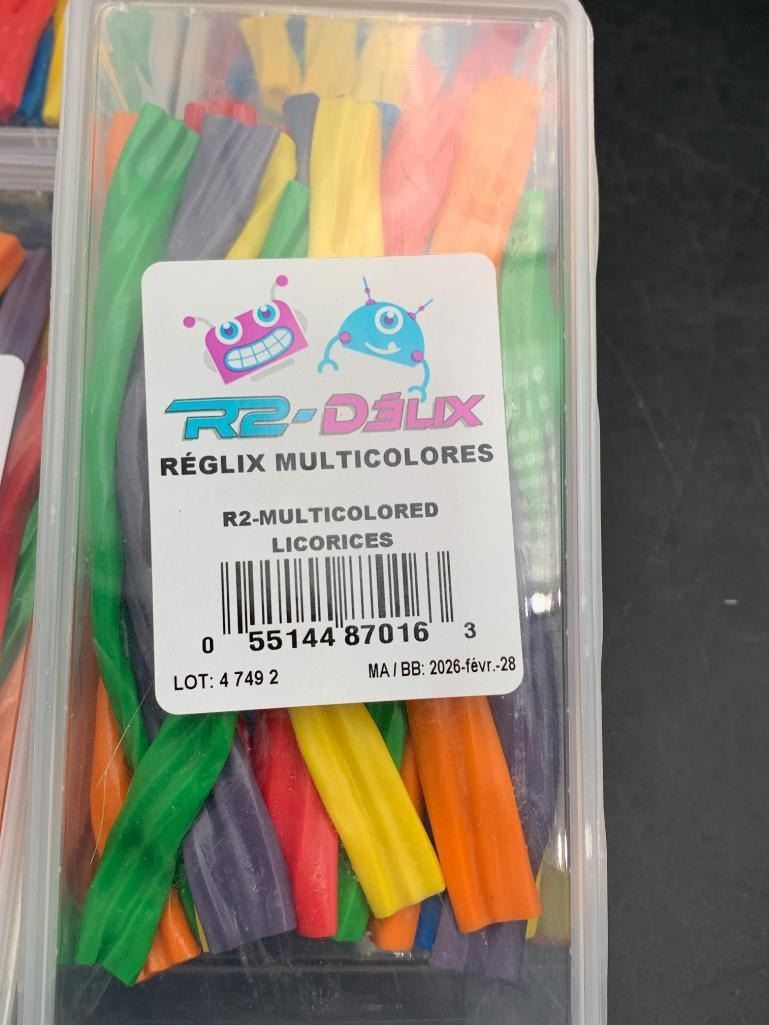 R2-DÉLIX
RÉGLIX MULTICOLORES
R2-MULTICOLORED
LICORICES
0 55144 87016 3
LOT: 4 749 2 MA / BB: 2026-févr.-28